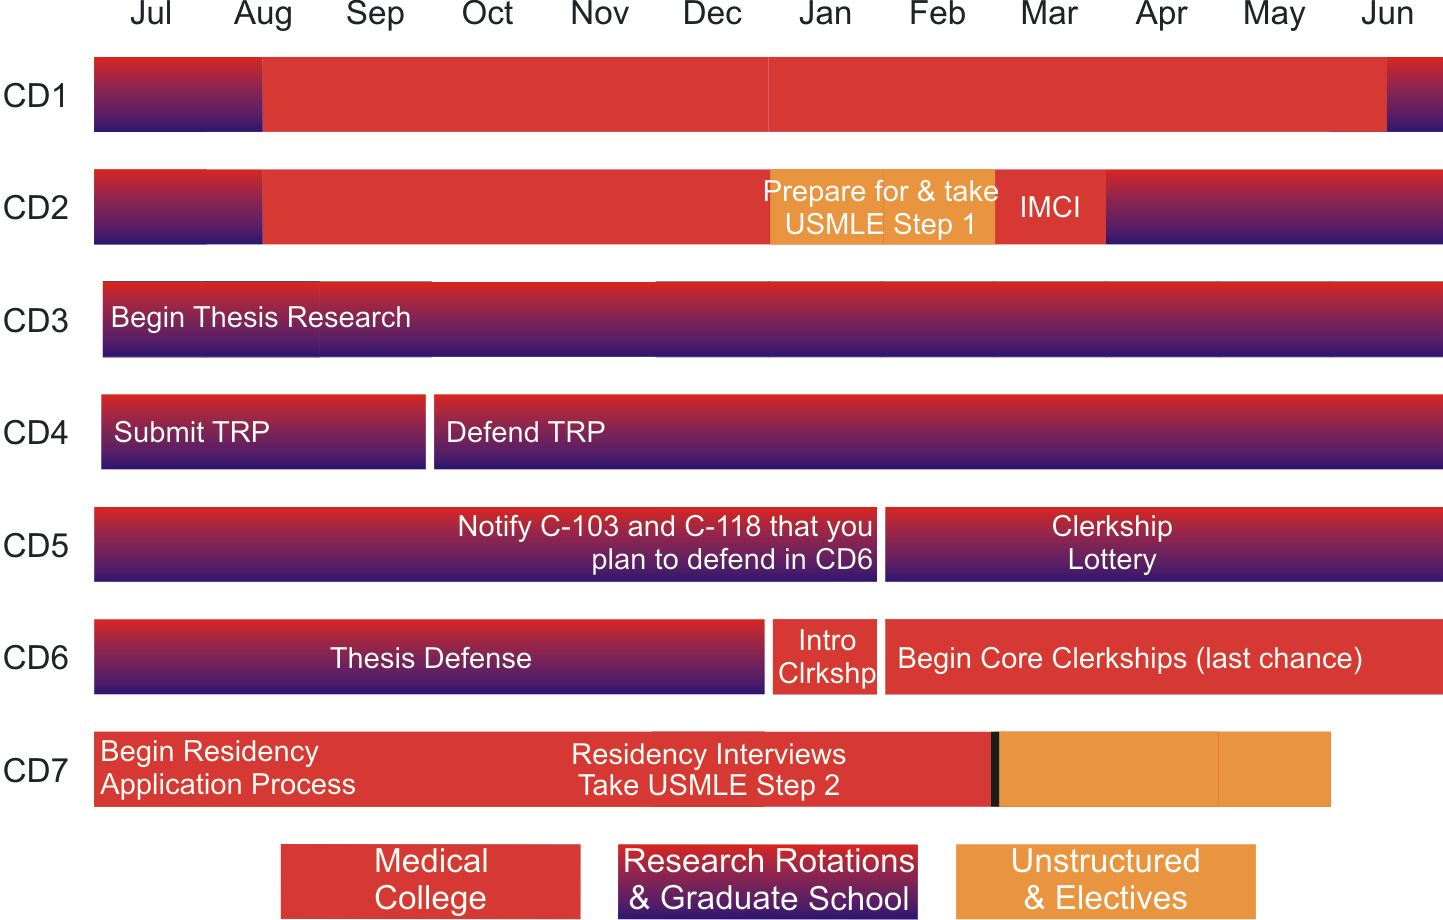 Jul Aug Sep Oct Nov Dec Jan Feb Mar Apr May Jun
CD1
CD2
Prepare for & take
USMLE Step 1
IMCI
CD3
Begin Thesis Research
CD4
Submit TRP
Defend TRP
CD5
Notify C-103 and C-118 that you
plan to defend in CD6
Clerkship
Lottery
CD6
Thesis Defense
Intro
Clrkshp
Begin Core Clerkships (last chance)
CD7
Begin Residency
Application Process
Residency Interviews
Take USMLE Step 2
Medical
College
Research Rotations
& Graduate School
Unstructured
& Electives